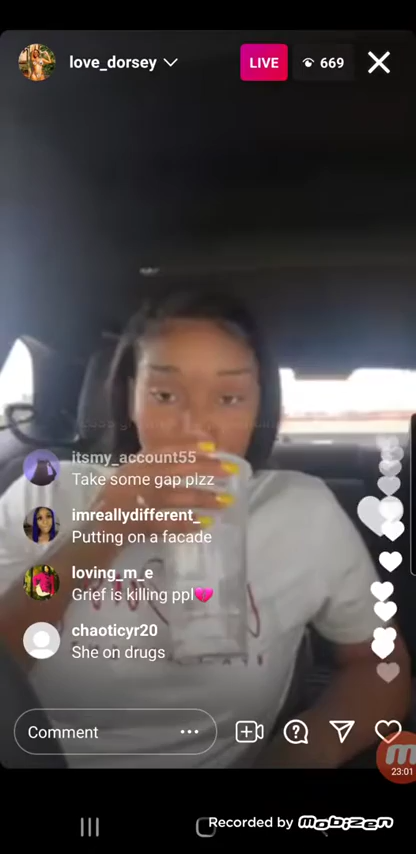 love_dorsey
LIVE
669
itsmy_account55
Take some gap plzz
imreallydifferent_
Putting on a facade
loving_m_e
Grief is killing ppl💔
chaoticyr20
She on drugs
Comment
23:01
Recorded by mobizen